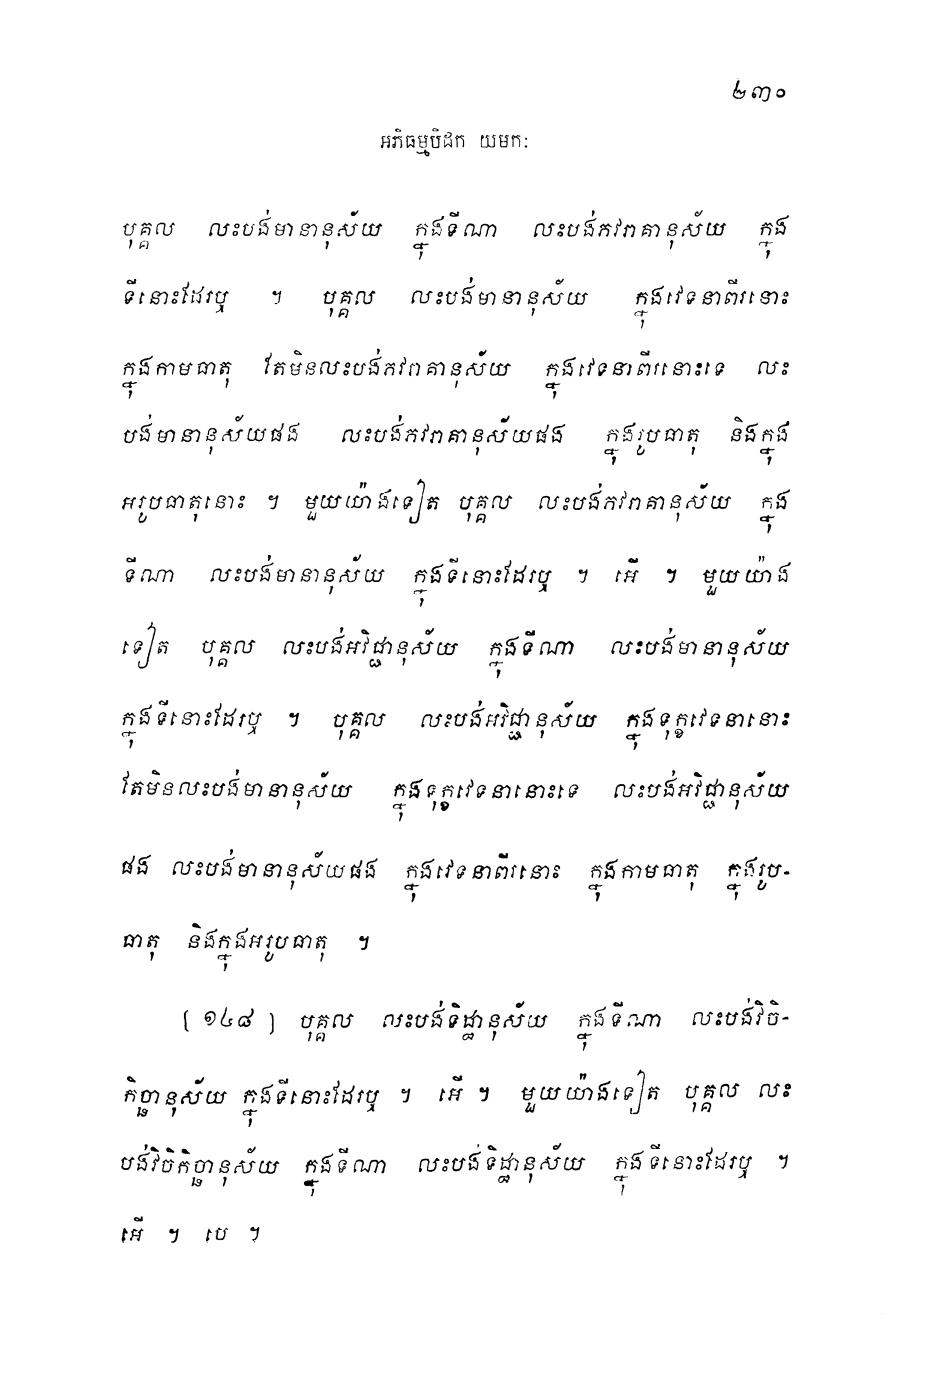 ២៣០
អភិធម្មបិដក យមកៈ
បុគ្គល លះបង់មានានុស័យ ក្នុងទីណា លះបង់ភវរាគានុស័យ ក្នុង
ទីនោះដែរឬ ។ បុគ្គល លះបង់មានានុស័យ ក្នុងវេទនាពីរនោះ
ក្នុងកាមធាតុ តែមិនលះបង់ភវរាគានុស័យ ក្នុងវេទនាពីរនោះទេ លះ
បង់មានានុស័យផង លះបង់ភវរាគានុស័យផង ក្នុងរូបធាតុ និងក្នុង
អរូបធាតុនោះ ។ មួយយ៉ាងទៀត បុគ្គល លះបង់ភវរាគានុស័យ ក្នុង
ទីណា លះបង់មានានុស័យ ក្នុងទីនោះដែរឬ ។ អើ ។ មួយយ៉ាង
ទៀត បុគ្គល លះបង់អវិជ្ជានុស័យ ក្នុងទីណា លះបង់មានានុស័យ
ក្នុងទីនោះដែរឬ ។ បុគ្គល លះបង់អវិជ្ជានុស័យ ក្នុងទុក្ខវេទនានោះ
តែមិនលះបង់មានានុស័យ ក្នុងទុក្ខវេទនានោះទេ លះបង់អវិជ្ជានុស័យ
ផង លះបង់មានានុស័យផង ក្នុងវេទនាពីរនោះ ក្នុងកាមធាតុ ក្នុងរូប-
ធាតុ និងក្នុងអរូបធាតុ ។
[ ១៤៨ ] បុគ្គល លះបង់ទិដ្ឋានុស័យ ក្នុងទីណា លះបង់វិចិ-
កិច្ឆានុស័យ ក្នុងទីនោះដែរឬ ។ អើ ។ មួយយ៉ាងទៀត បុគ្គល លះ
បង់វិចិកិច្ឆានុស័យ ក្នុងទីណា លះបង់ទិដ្ឋានុស័យ ក្នុងទីនោះដែរឬ ។
អើ ។ បេ ។